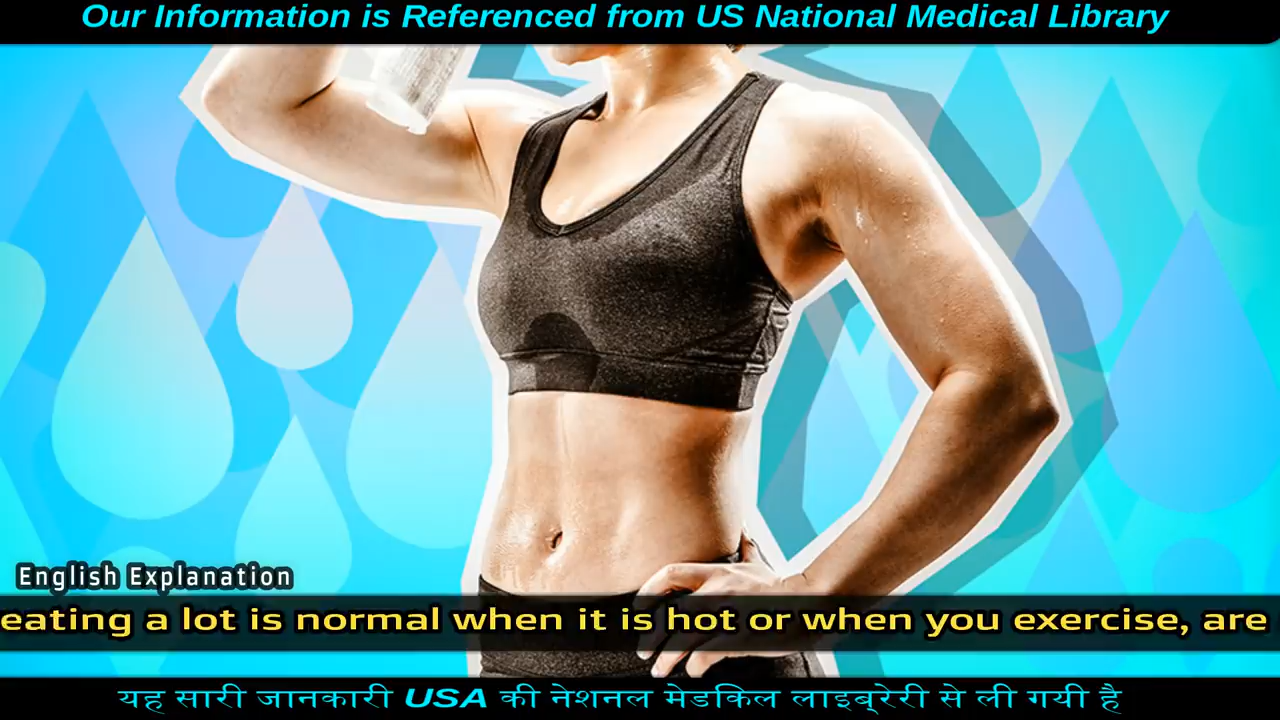 Our Information is Referenced from US National Medical Library
English Explanation
eating a lot is normal when it is hot or when you exercise, are
यह सारी जानकारी USA की नेशनल मेडकिल लाइब्रेरी से ली गयी है